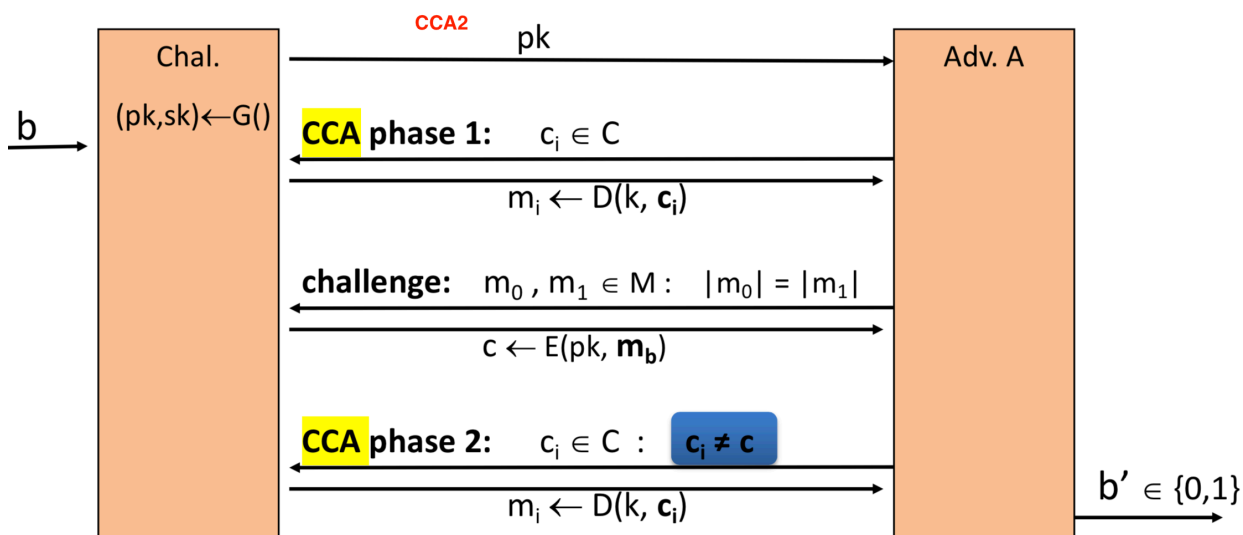 CCA2
pk
Chal.
Adv. A
(pk,sk)←G()
b
CCA phase 1: cᵢ ∈ C
mᵢ ← D(k, cᵢ)
challenge: m₀ , m₁ ∈ M : |m₀| = |m₁|
c ← E(pk, m_b)
CCA phase 2: cᵢ ∈ C : cᵢ ≠ c
mᵢ ← D(k, cᵢ)
b’ ∈ {0,1}